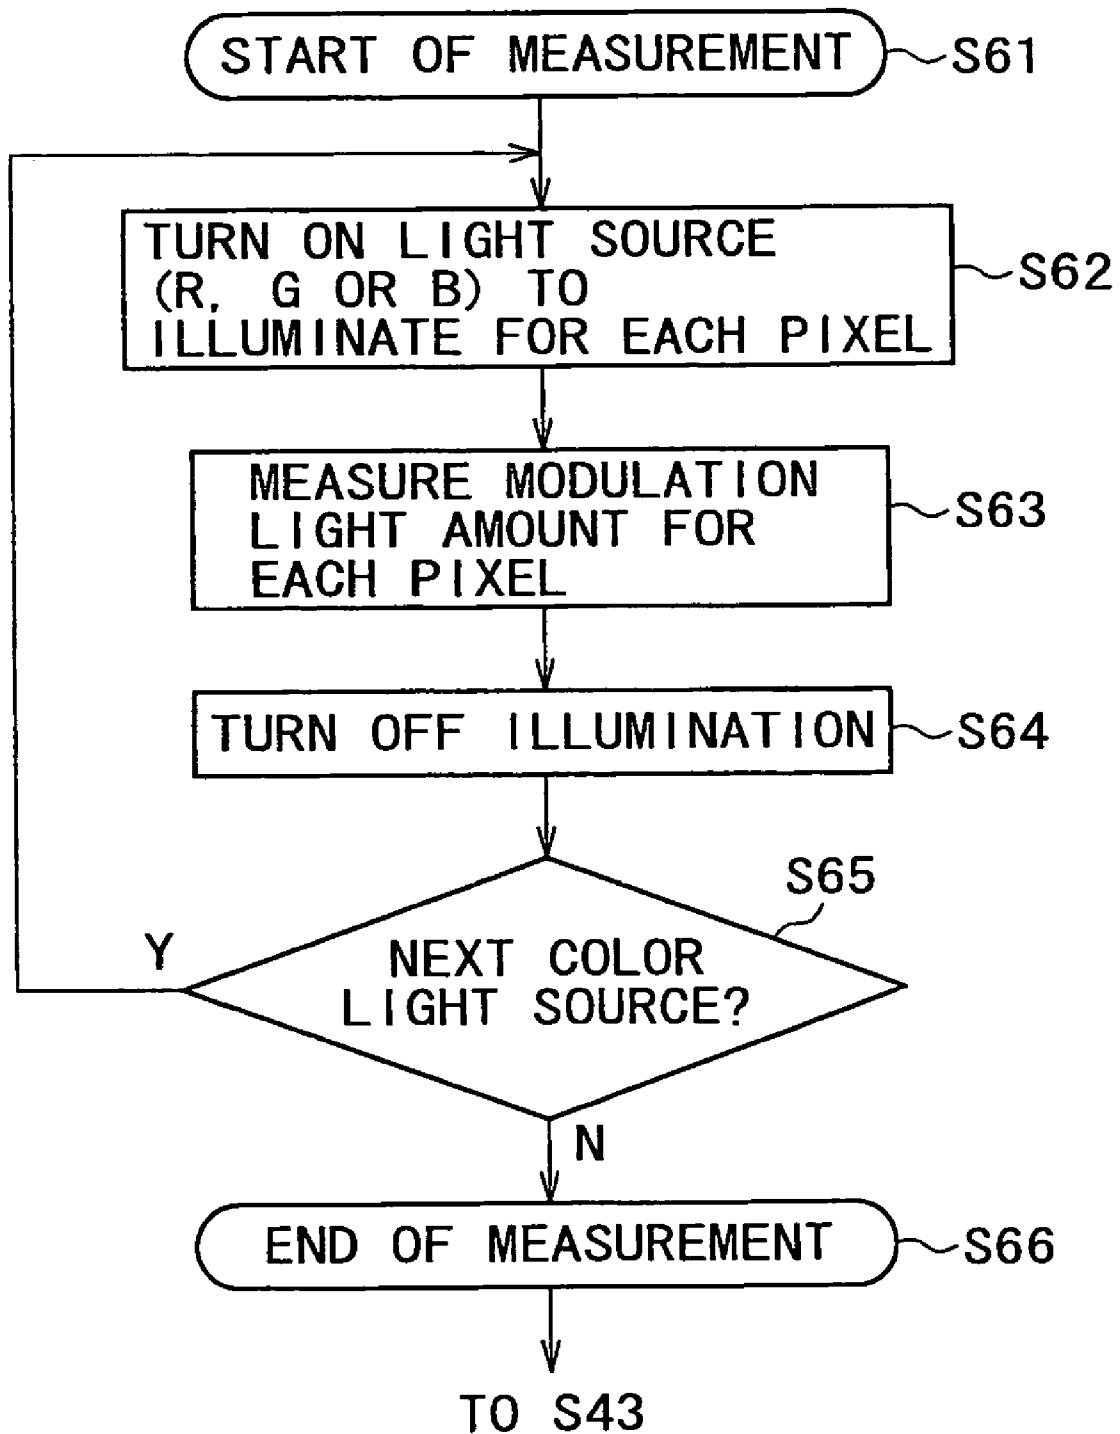 START OF MEASUREMENT
S61
TURN ON LIGHT SOURCE
(R, G OR B) TO
ILLUMINATE FOR EACH PIXEL
S62
MEASURE MODULATION
LIGHT AMOUNT FOR
EACH PIXEL
S63
TURN OFF ILLUMINATION
S64
S65
Y
NEXT COLOR
LIGHT SOURCE?
N
END OF MEASUREMENT
S66
TO S43